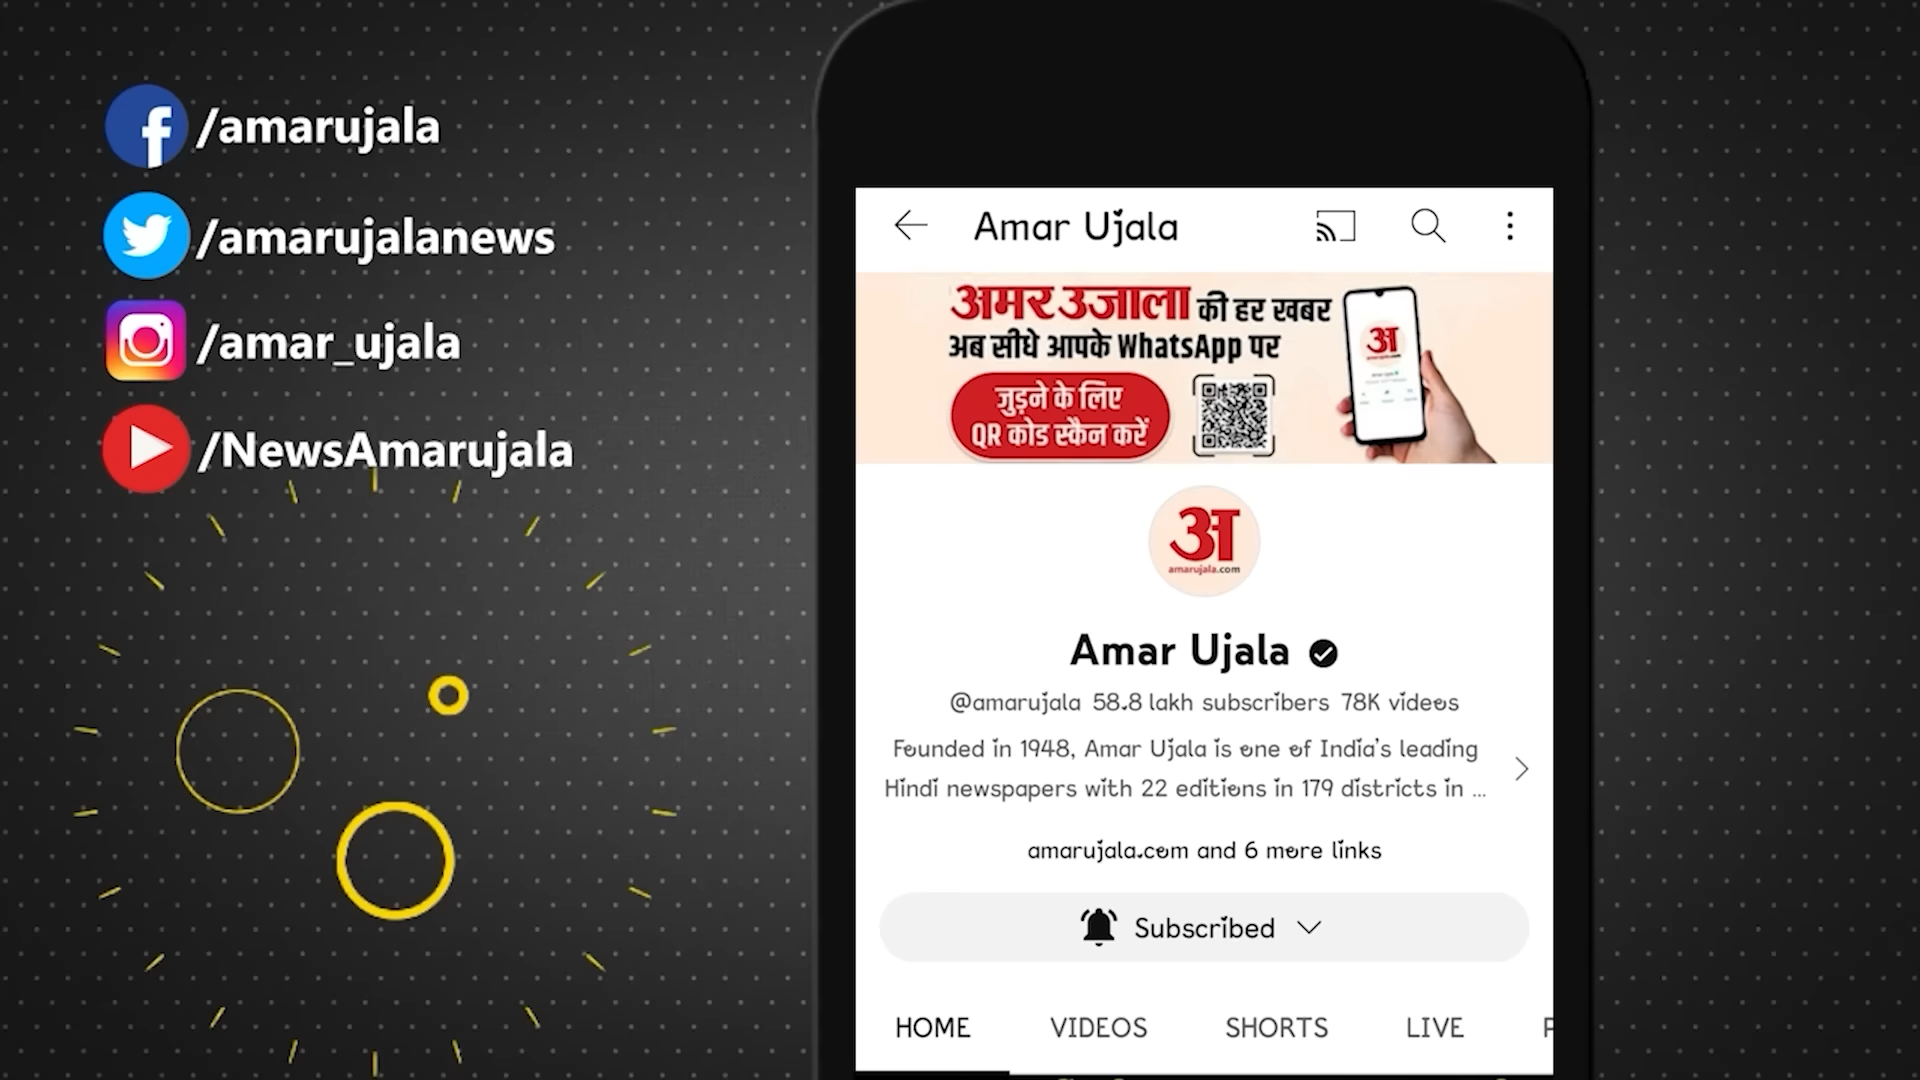 /amarujala
/amarujalanews
/amar_ujala
/NewsAmarujala
Amar Ujala
अमर उजाला की हर खबर
अब सीधे आपके WhatsApp पर
जुड़ने के लिए
QR कोड स्कैन करें
अ
amarujala.com
Amar Ujala
@amarujala 58.8 lakh subscribers 78K videos
Founded in 1948, Amar Ujala is one of India's leading
Hindi newspapers with 22 editions in 179 districts in ...
amarujala.com and 6 more links
Subscribed
HOME VIDEOS SHORTS LIVE